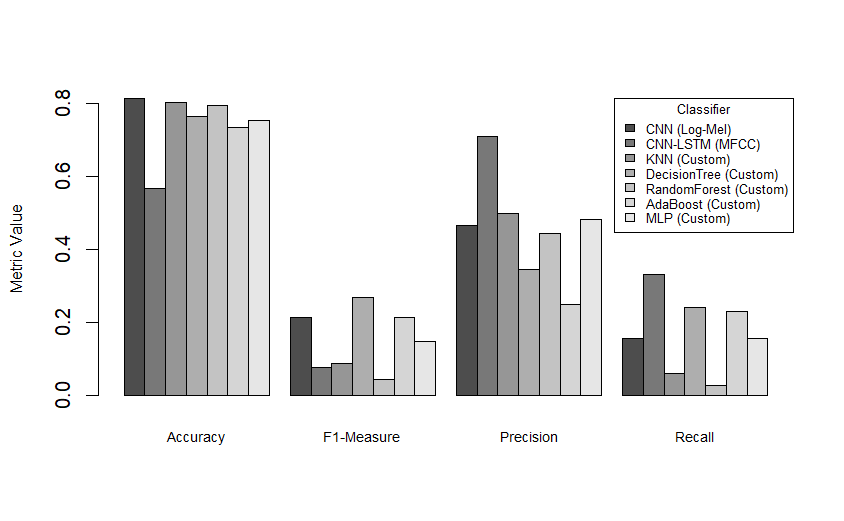 Metric Value
0.8
0.6
0.4
0.2
0.0
Classifier
CNN (Log-Mel)
CNN-LSTM (MFCC)
KNN (Custom)
DecisionTree (Custom)
RandomForest (Custom)
AdaBoost (Custom)
MLP (Custom)
Accuracy
F1-Measure
Precision
Recall